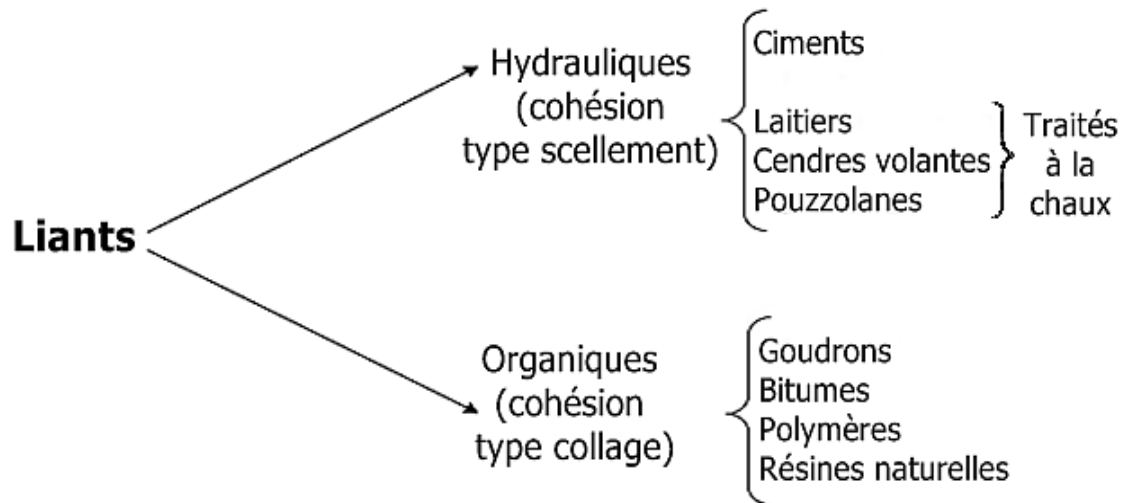 Liants
Hydrauliques
(cohésion
type scellement)
Ciments
Laitiers
Cendres volantes
Pouzzolanes
Traités
à la
chaux
Organiques
(cohésion
type collage)
Goudrons
Bitumes
Polymères
Résines naturelles